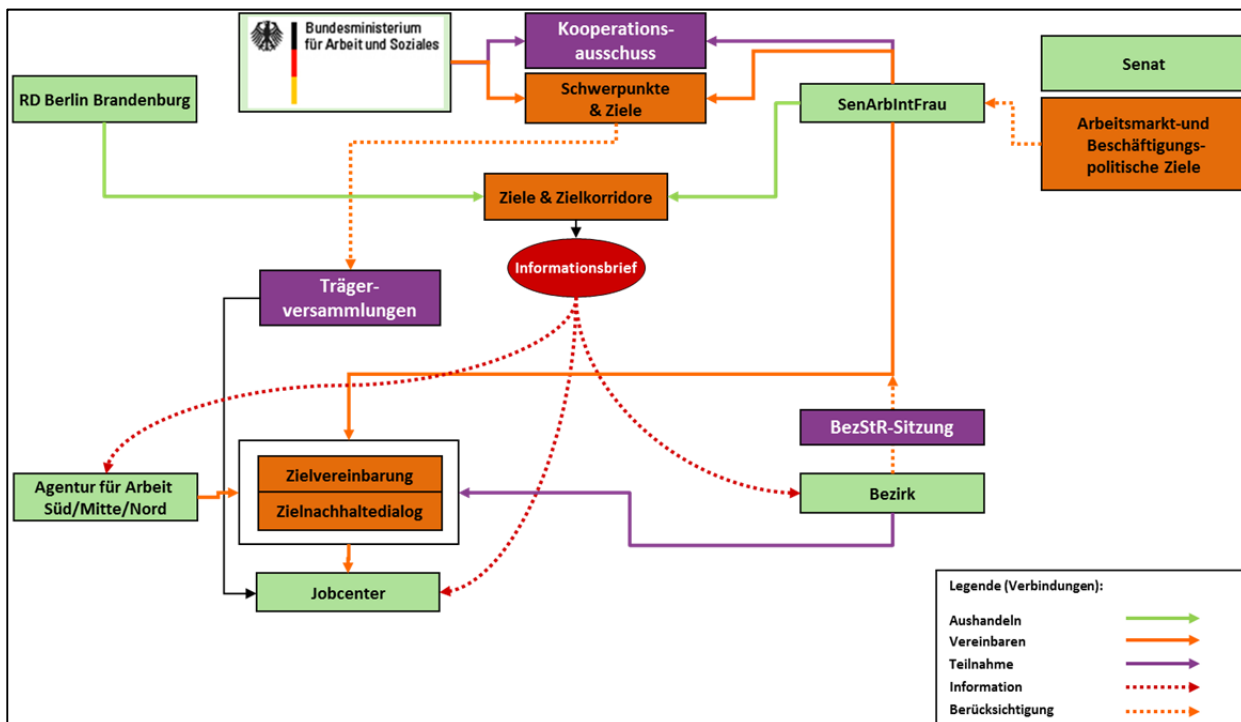 Bundesministerium
für Arbeit und Soziales
Kooperations-
ausschuss
Senat
RD Berlin Brandenburg
Schwerpunkte
& Ziele
SenArbIntFrau
Arbeitsmarkt-und
Beschäftigungs-
politische Ziele
Ziele & Zielkorridore
Informationsbrief
Träger-
versammlungen
BezStR-Sitzung
Agentur für Arbeit
Süd/Mitte/Nord
Zielvereinbarung
Zielnachhaltedialog
Bezirk
Jobcenter
Legende (Verbindungen):
Aushandeln
Vereinbaren
Teilnahme
Information
Berücksichtigung